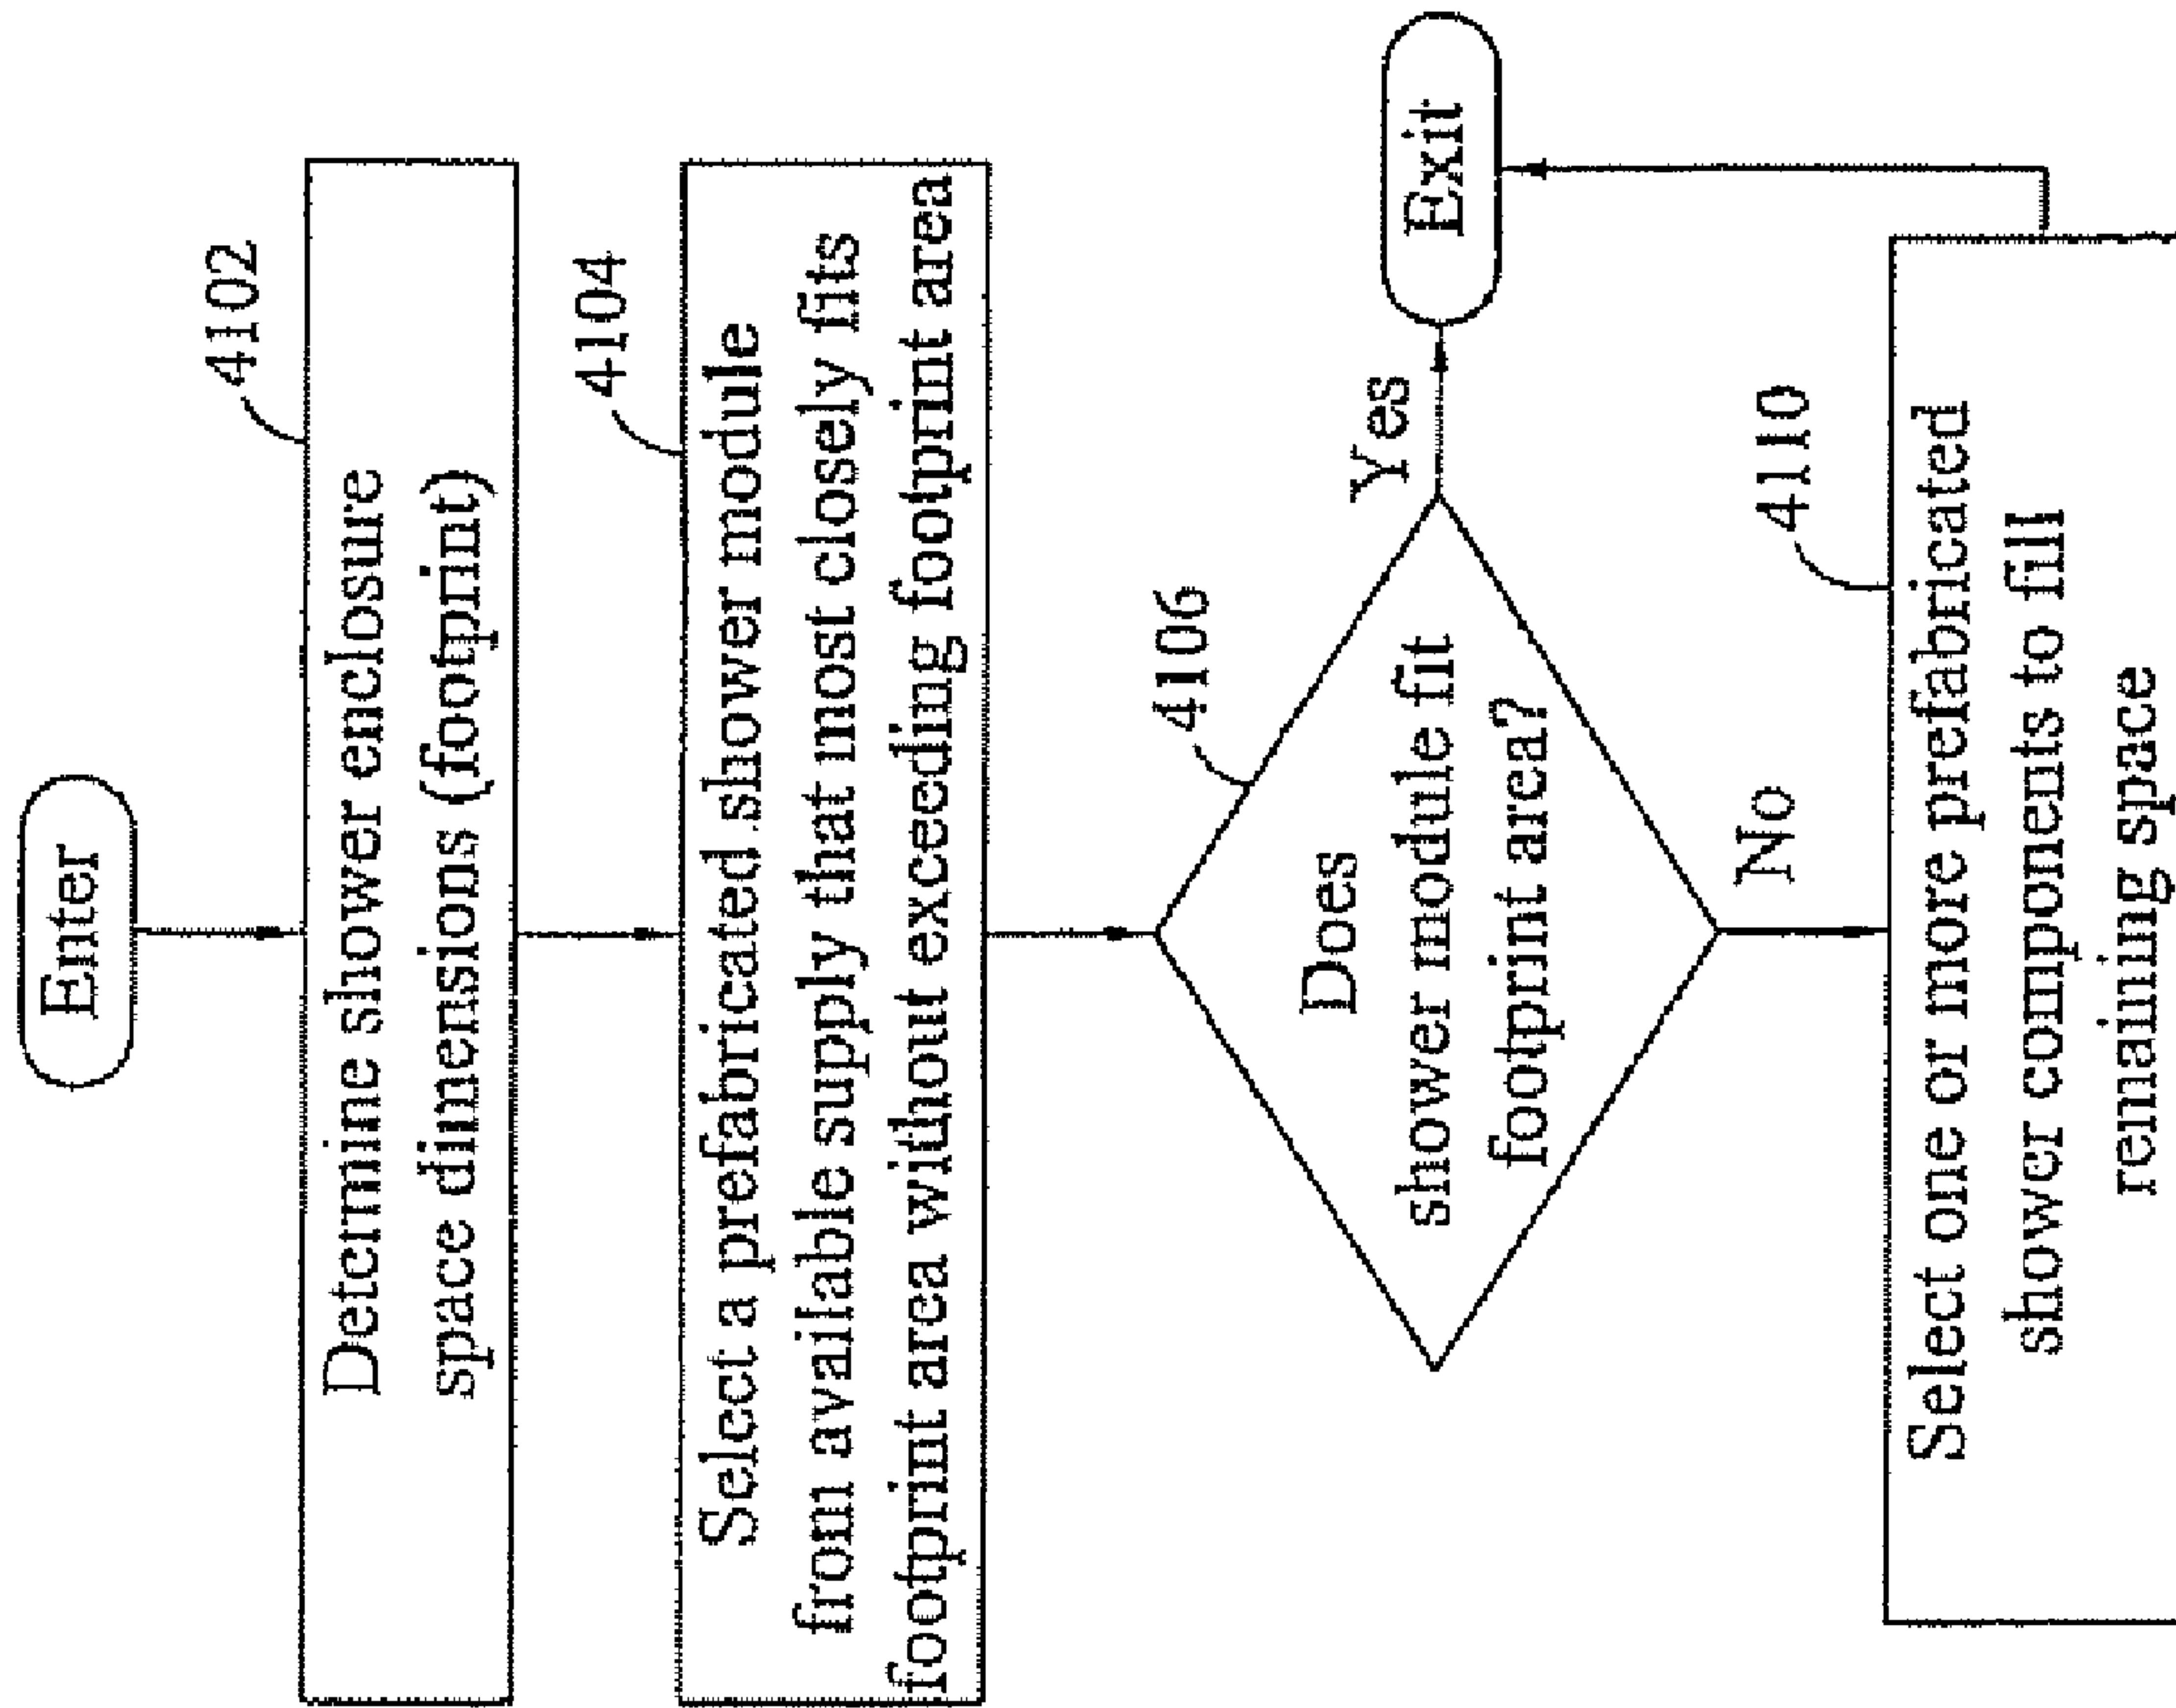 Enter
4102
Determine shower enclosure
space dimensions (footprint)
4104
Select a prefabricated shower module
from available supply that most closely fits
footprint area without exceeding footprint area
4106
Does
shower module fit
footprint area?
Yes
Exit
No
4110
Select one or more prefabricated
shower components to fill
remaining space